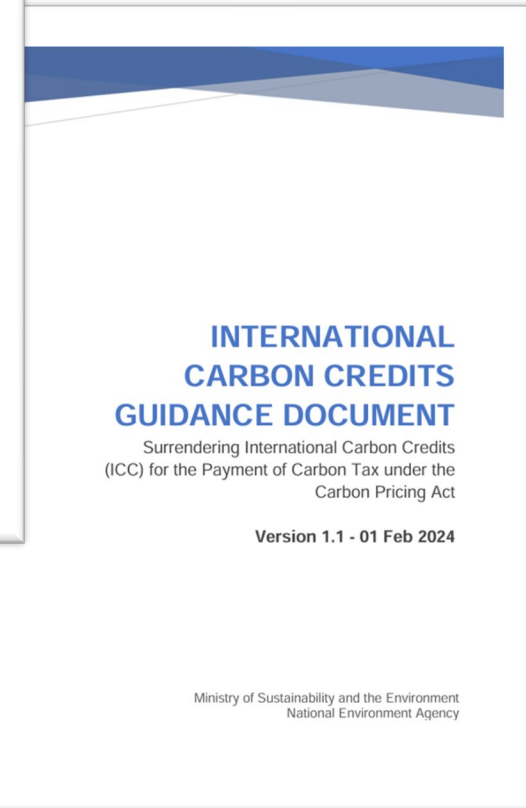 INTERNATIONAL
CARBON CREDITS
GUIDANCE DOCUMENT
Surrendering International Carbon Credits
(ICC) for the Payment of Carbon Tax under the
Carbon Pricing Act
Version 1.1 - 01 Feb 2024
Ministry of Sustainability and the Environment
National Environment Agency